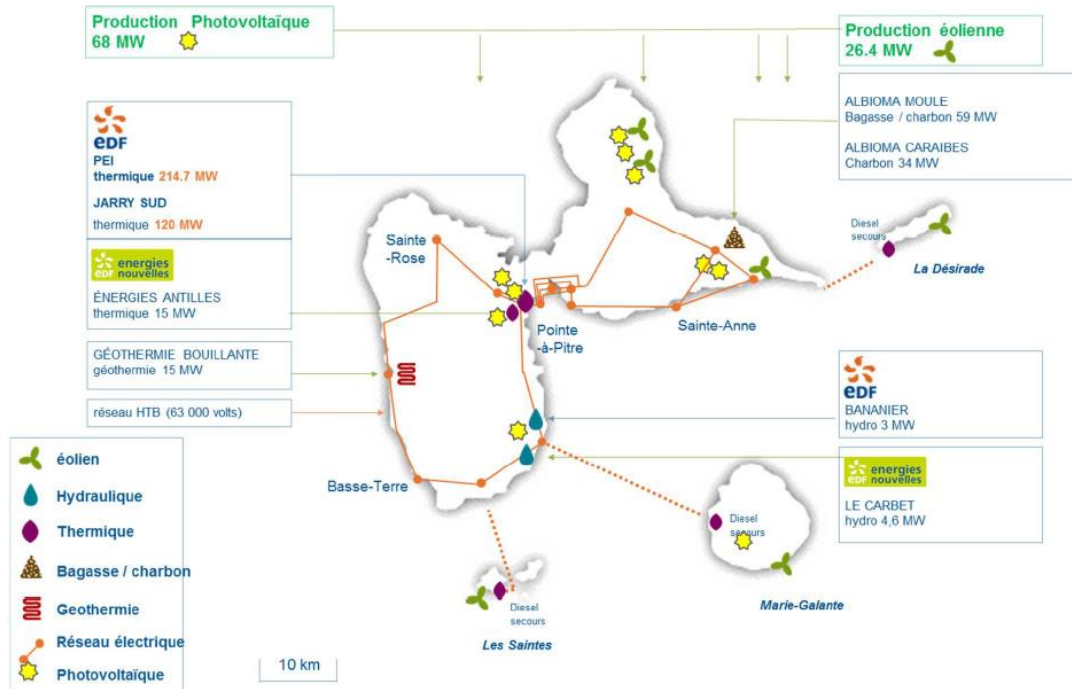 Production Photovoltaïque
68 MW
Production éolienne
26.4 MW
eDF
PEI
thermique 214.7 MW
JARRY SUD
thermique 120 MW
edf energies
nouvelles
ÉNERGIES ANTILLES
thermique 15 MW
GÉOTHERMIE BOUILLANTE
géothermie 15 MW
réseau HTB (63 000 volts)
ALBIOMA MOULE
Bagasse / charbon 59 MW
ALBIOMA CARAIBES
Charbon 34 MW
Diesel
secours
La Désirade
Sainte
-Rose
Pointe
-à-Pitre
Sainte-Anne
Basse-Terre
eDF
BANANIER
hydro 3 MW
edf energies
nouvelles
LE CARBET
hydro 4,6 MW
Diesel
secours
Marie-Galante
Diesel
secours
Les Saintes
éolien
Hydraulique
Thermique
Bagasse / charbon
Geothermie
Réseau électrique
Photovoltaïque
10 km